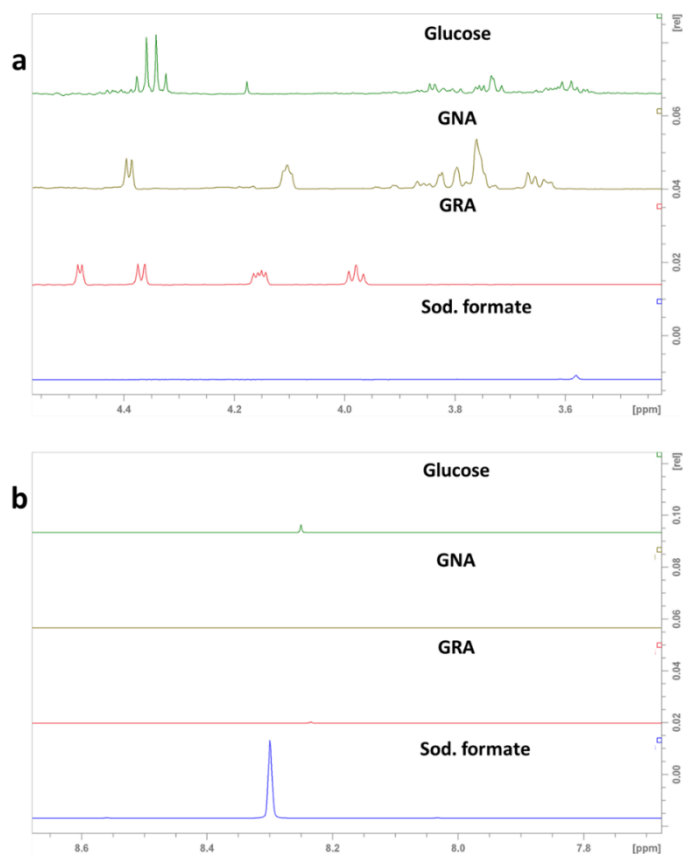 a
Glucose
GNA
GRA
Sod. formate
[rel]
0.06
0.04
0.02
0.00
4.4 4.2 4.0 3.8 3.6 [ppm]
b
Glucose
GNA
GRA
Sod. formate
[rel]
0.10
0.08
0.06
0.04
0.02
0.00
8.6 8.4 8.2 8.0 7.8 [ppm]